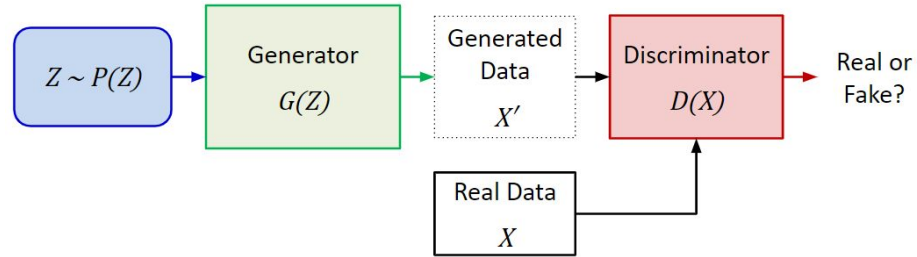 Z ~ P(Z)
Generator
G(Z)
Generated
Data
X′
Discriminator
D(X)
Real or
Fake?
Real Data
X